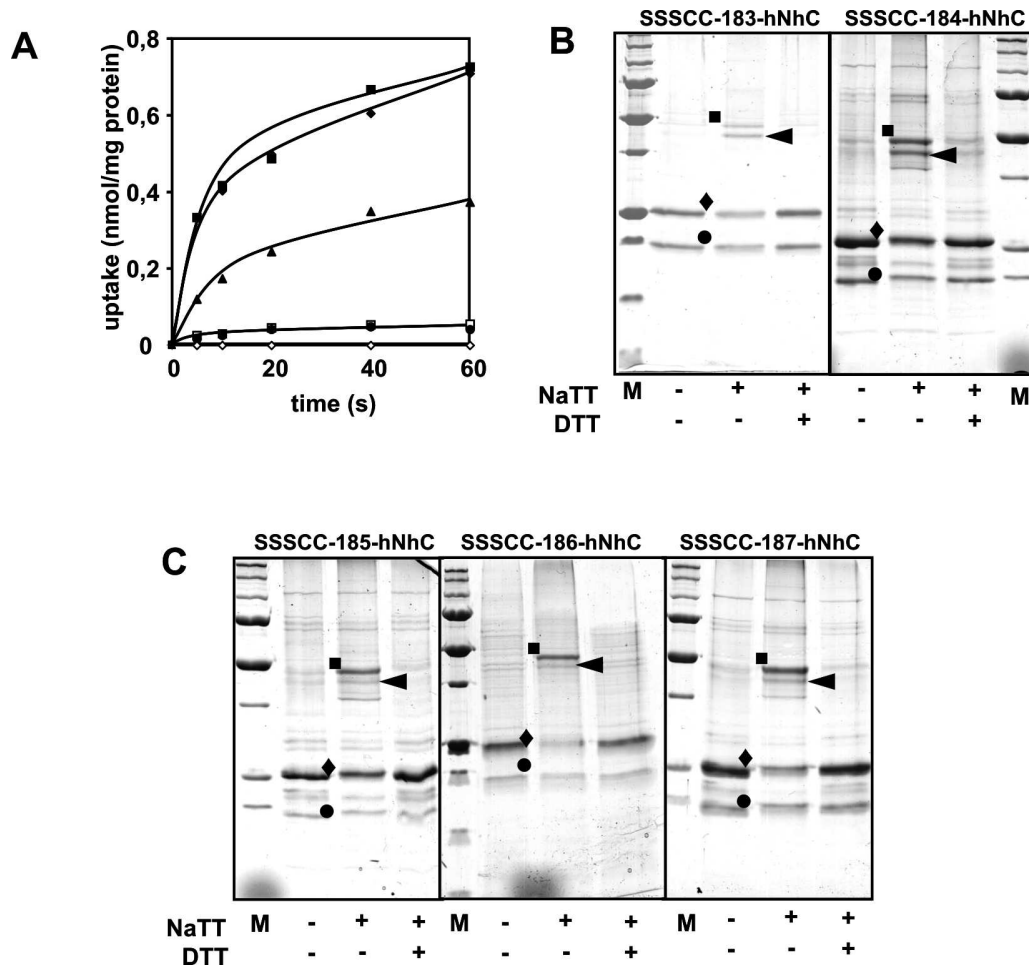 A
0,8
0,6
0,4
0,2
0
0 20 40 60
uptake (nmol/mg protein)
time (s)
B
SSSCC-183-hNhC SSSCC-184-hNhC
NaTT M - + + - + + M
DTT - - + - - +
C
SSSCC-185-hNhC SSSCC-186-hNhC SSSCC-187-hNhC
NaTT M - + + M - + + M - + +
DTT - - + - - + - - +